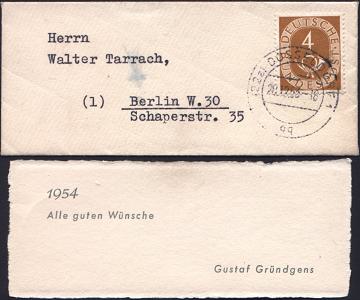 Herrn
Walter Tarrach,
(1) Berlin W.30
Schaperstr. 35
DEUTSCHE
4
1954
Alle guten Wünsche
Gustaf Gründgens